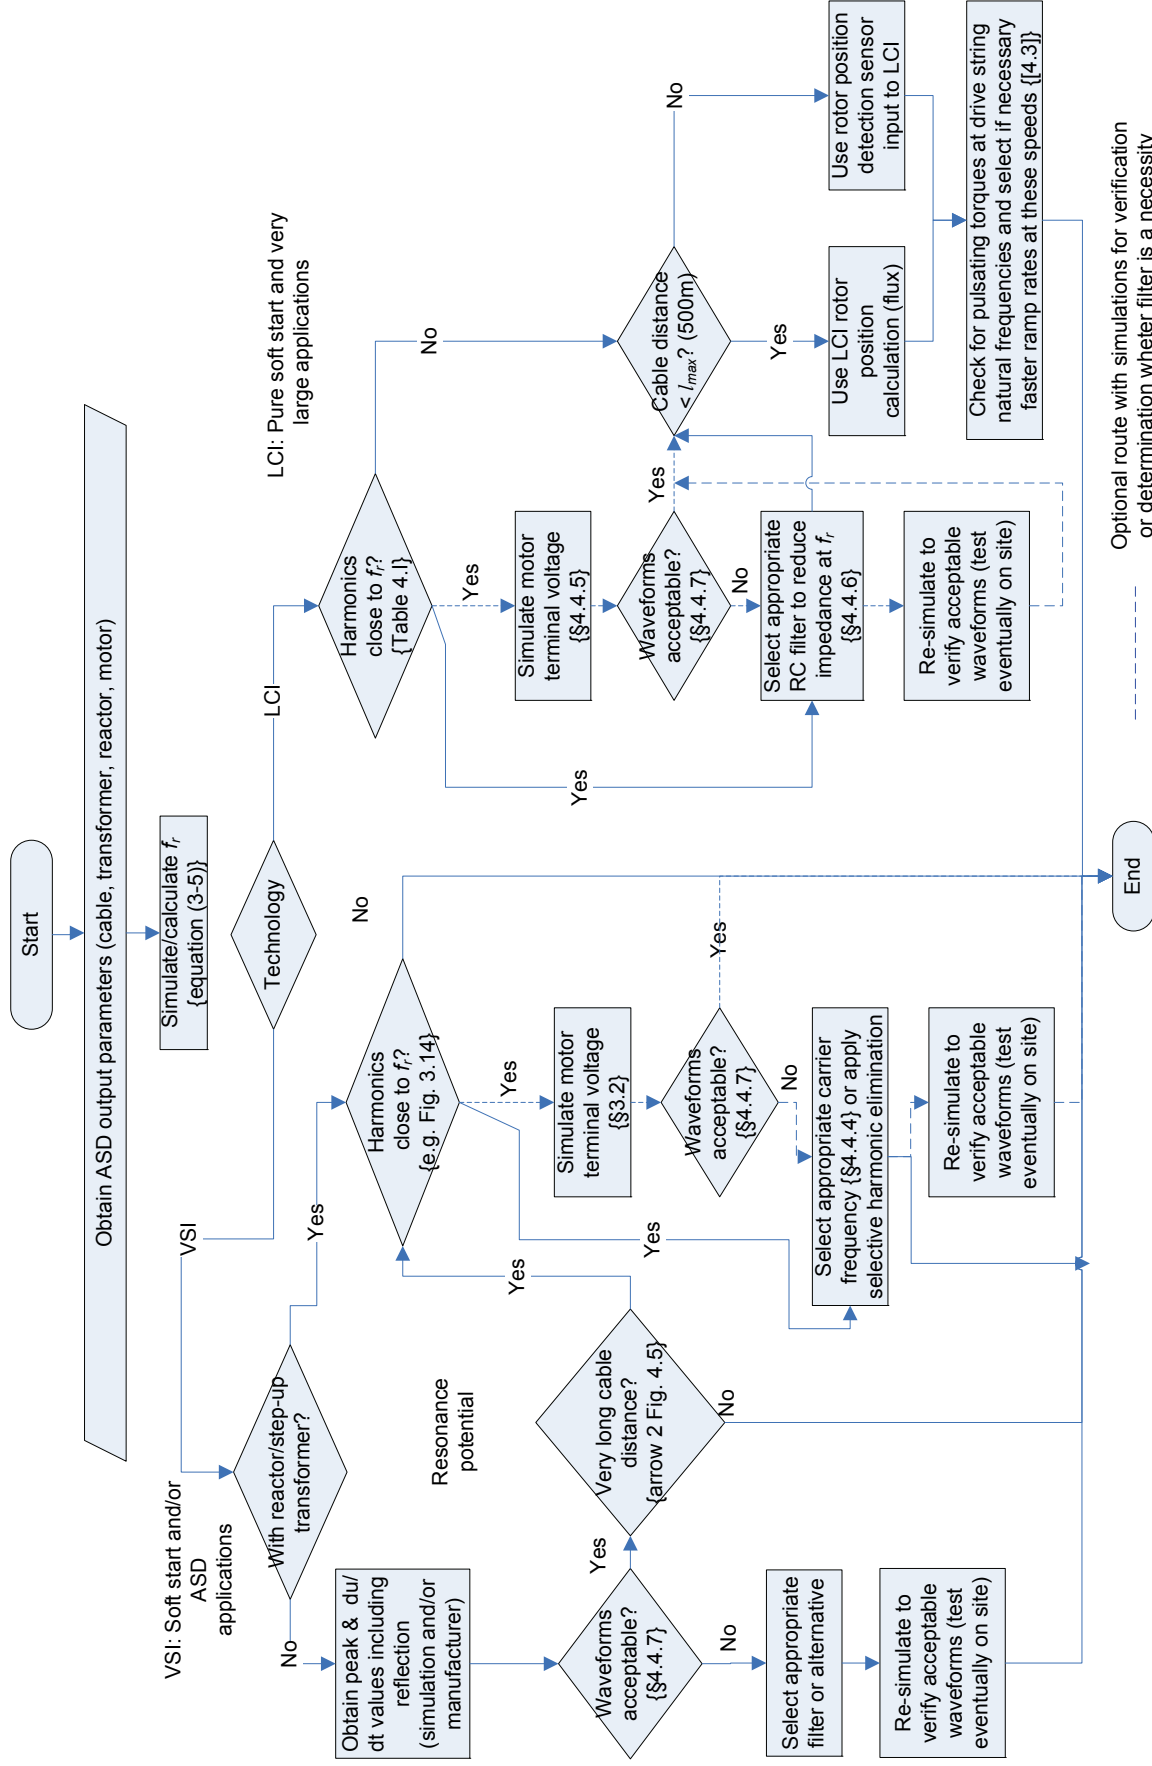 Start
Obtain ASD output parameters (cable, transformer, reactor, motor)
Simulate/calculate fr
{equation (3-5)}
Technology
VSI
LCI
VSI: Soft start and/or
ASD
applications
LCI: Pure soft start and very
large applications
With reactor/step-up
transformer?
No
Yes
Obtain peak & du/
dt values including
reflection
(simulation and/or
manufacturer)
Waveforms
acceptable?
{§4.4.7}
Yes
No
Select appropriate
filter or alternative
Re-simulate to
verify acceptable
waveforms (test
eventually on site)
Resonance
potential
Very long cable
distance?
{arrow 2 Fig. 4.5}
Yes
No
Harmonics
close to fr?
{e.g. Fig. 3.14}
No
Yes
Yes
Simulate motor
terminal voltage
{§3.2}
Waveforms
acceptable?
{§4.4.7}
Yes
No
Select appropriate carrier
frequency {§4.4.4} or apply
selective harmonic elimination
Re-simulate to
verify acceptable
waveforms (test
eventually on site)
Harmonics
close to fr?
{Table 4.I}
No
Yes
Yes
Simulate motor
terminal voltage
{§4.4.5}
Waveforms
acceptable?
{§4.4.7}
Yes
No
Select appropriate
RC filter to reduce
impedance at fr
{§4.4.6}
Re-simulate to
verify acceptable
waveforms (test
eventually on site)
Cable distance
< lmax? (500m)
Yes
No
Use LCI rotor
position
calculation (flux)
Use rotor position
detection sensor
input to LCI
Check for pulsating torques at drive string
natural frequencies and select if necessary
faster ramp rates at these speeds {[4.3]}
End
Optional route with simulations for verification
or determination wheter filter is a necessity